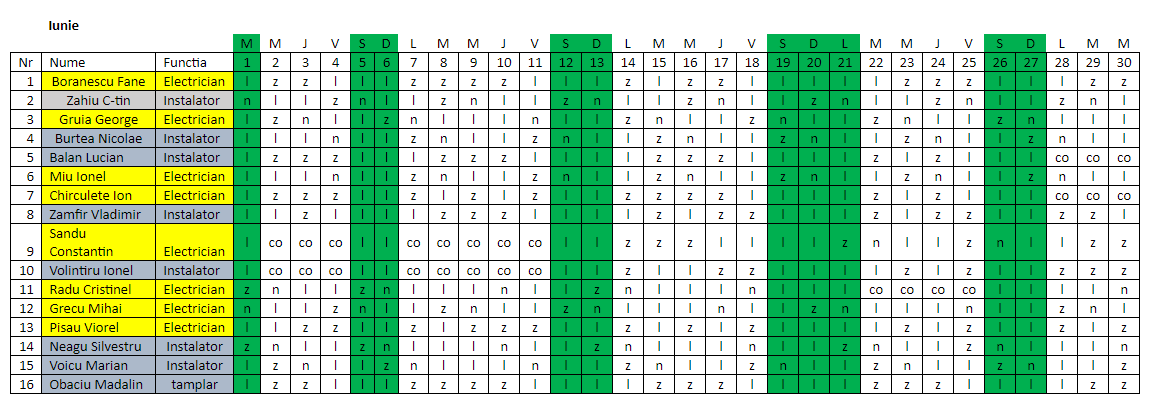 Iunie
M M J V S D L M M J V S D L M M J V S D L M M J V S D L M M
Nr Nume Functia 1 2 3 4 5 6 7 8 9 10 11 12 13 14 15 16 17 18 19 20 21 22 23 24 25 26 27 28 29 30
1 Boranescu Fane Electrician l z z l l l z z z z l l l z l z z l l l l l z z z l l l z z
2 Zahiu C-tin Instalator n l l z n l l z n l l z n l l z n l l z n l l z n l l z n l
3 Gruia George Electrician l z n l l z n l l l n l l z n l l z n l l z n l l z n l l l
4 Burtea Nicolae Instalator l l l n l l z n l l z n l l z n l l z n l l z n l l z n l l
5 Balan Lucian Instalator l z z z l l l z z z l l l l z z z l l l l z l z l l l co co co
6 Miu Ionel Electrician l l l n l l z n l l z n l l z n l l z n l l z n l l z n l l
7 Chirculete Ion Electrician l z z z l l z l z l z l l z z z z l l l l z l z l l l co co co
8 Zamfir Vladimir Instalator l l z l l l l z z z l l l l z l z z l l l z l z z l l z z l
Sandu
9 Constantin Electrician l co co co l l co co co co co l l l z z z l l l z n l l z n l l z z
10 Volintiru Ionel Instalator l co co co l l co co co co co l l z l l z z l l l l z l z l l z z z
11 Radu Cristinel Electrician z n l l z n l l l n l l z n l l l n l l l co co co co l l l l n
12 Grecu Mihai Electrician n l l z n l l z n l l z n l l l n l l z n l l l n l l z n l
13 Pisau Viorel Electrician l l z z l l l l z z l l l z l z l z l l l l z l z l l z z z
14 Neagu Silvestru Instalator z n l l z n l l l n l l z n l l l n l l z n l l z n l l l n
15 Voicu Marian Instalator l z n l l z n l l l n l l z n l l z n l l z n l l z n l l z
16 Obaciu Madalin tamplar l z z l l l z z z z l l l l z z z l l l l z z z l l l l z z